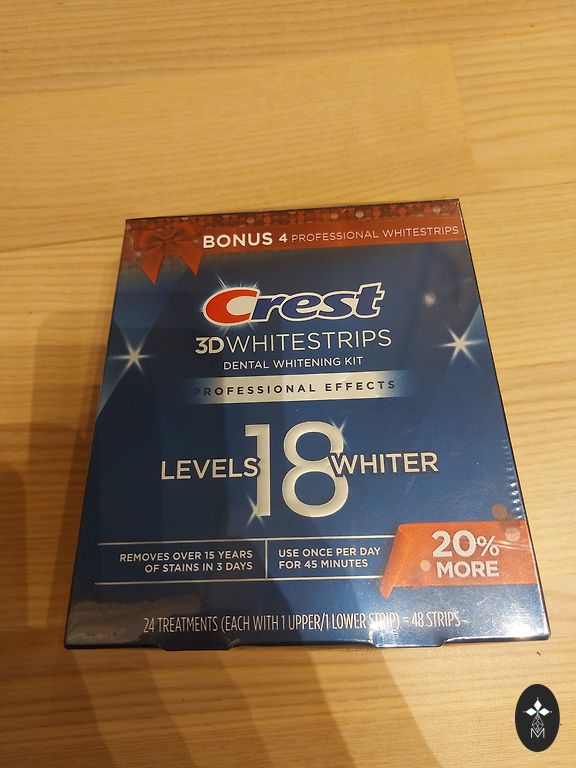 BONUS 4 PROFESSIONAL WHITESTRIPS
Crest
3DWHITESTRIPS
DENTAL WHITENING KIT
PROFESSIONAL EFFECTS
LEVELS 18 WHITER
REMOVES OVER 15 YEARS
OF STAINS IN 3 DAYS
USE ONCE PER DAY
FOR 45 MINUTES
20%
MORE
24 TREATMENTS (EACH WITH 1 UPPER/1 LOWER STRIP) = 48 STRIPS
M